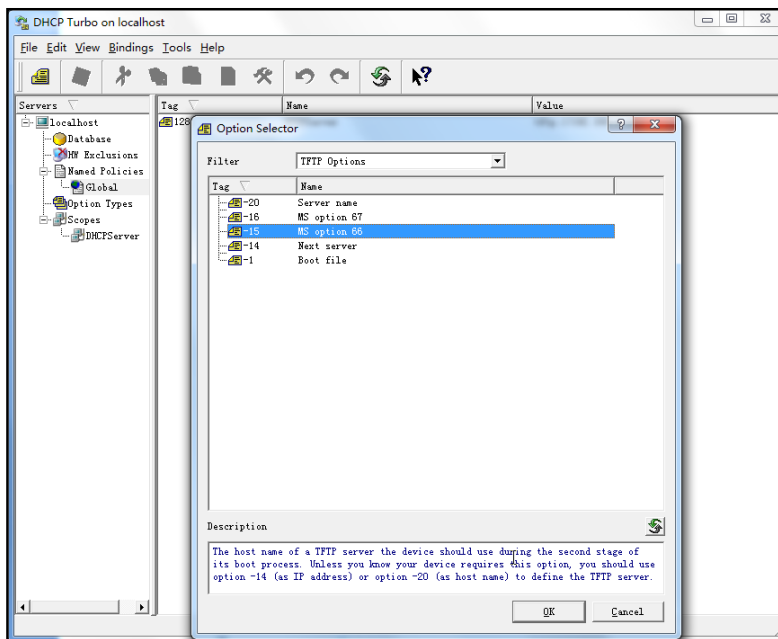 DHCP Turbo on localhost
File Edit View Bindings Tools Help
Servers
Tag Name Value
localhost
Database
HW Exclusions
Named Policies
Global
Option Types
Scopes
DHCPServer
128
Option Selector
Filter TFTP Options
Tag Name
-20 Server name
-16 MS option 67
-15 MS option 66
-14 Next server
-1 Boot file
Description
The host name of a TFTP server the device should use during the second stage of
its boot process. Unless you know your device requires this option, you should use
option -14 (as IP address) or option -20 (as host name) to define the TFTP server.
OK Cancel